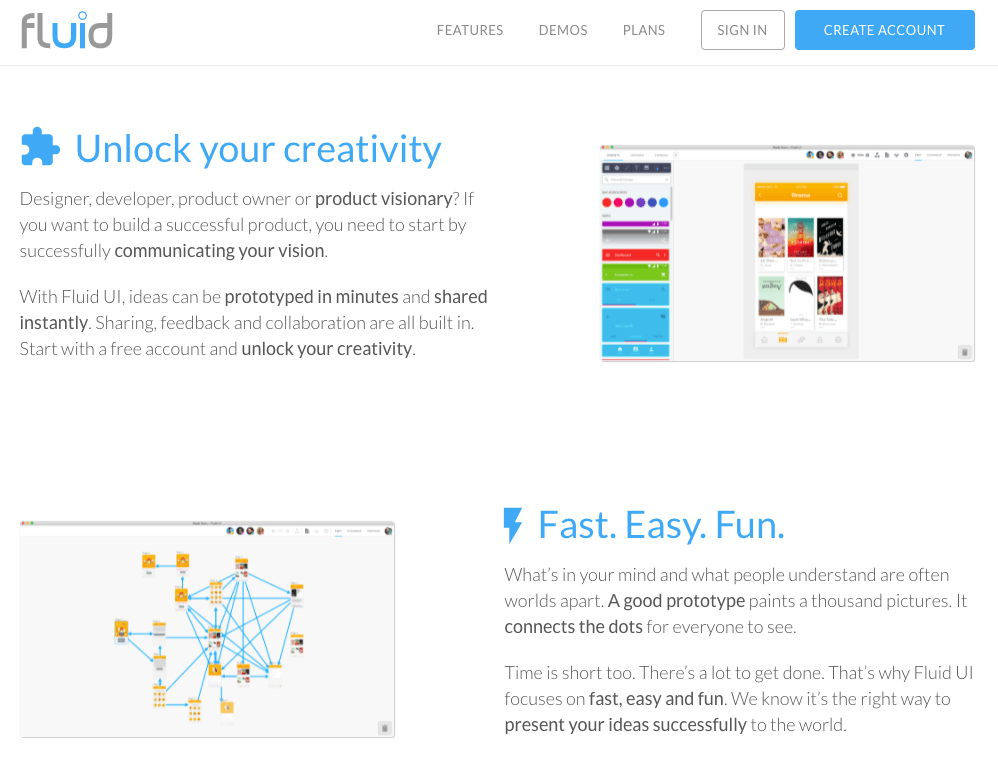 fluid
FEATURES DEMOS PLANS SIGN IN CREATE ACCOUNT
Unlock your creativity
Designer, developer, product owner or product visionary? If
you want to build a successful product, you need to start by
successfully communicating your vision.
With Fluid UI, ideas can be prototyped in minutes and shared
instantly. Sharing, feedback and collaboration are all built in.
Start with a free account and unlock your creativity.
August
Fast. Easy. Fun.
What’s in your mind and what people understand are often
worlds apart. A good prototype paints a thousand pictures. It
connects the dots for everyone to see.
Time is short too. There’s a lot to get done. That’s why Fluid UI
focuses on fast, easy and fun. We know it’s the right way to
present your ideas successfully to the world.